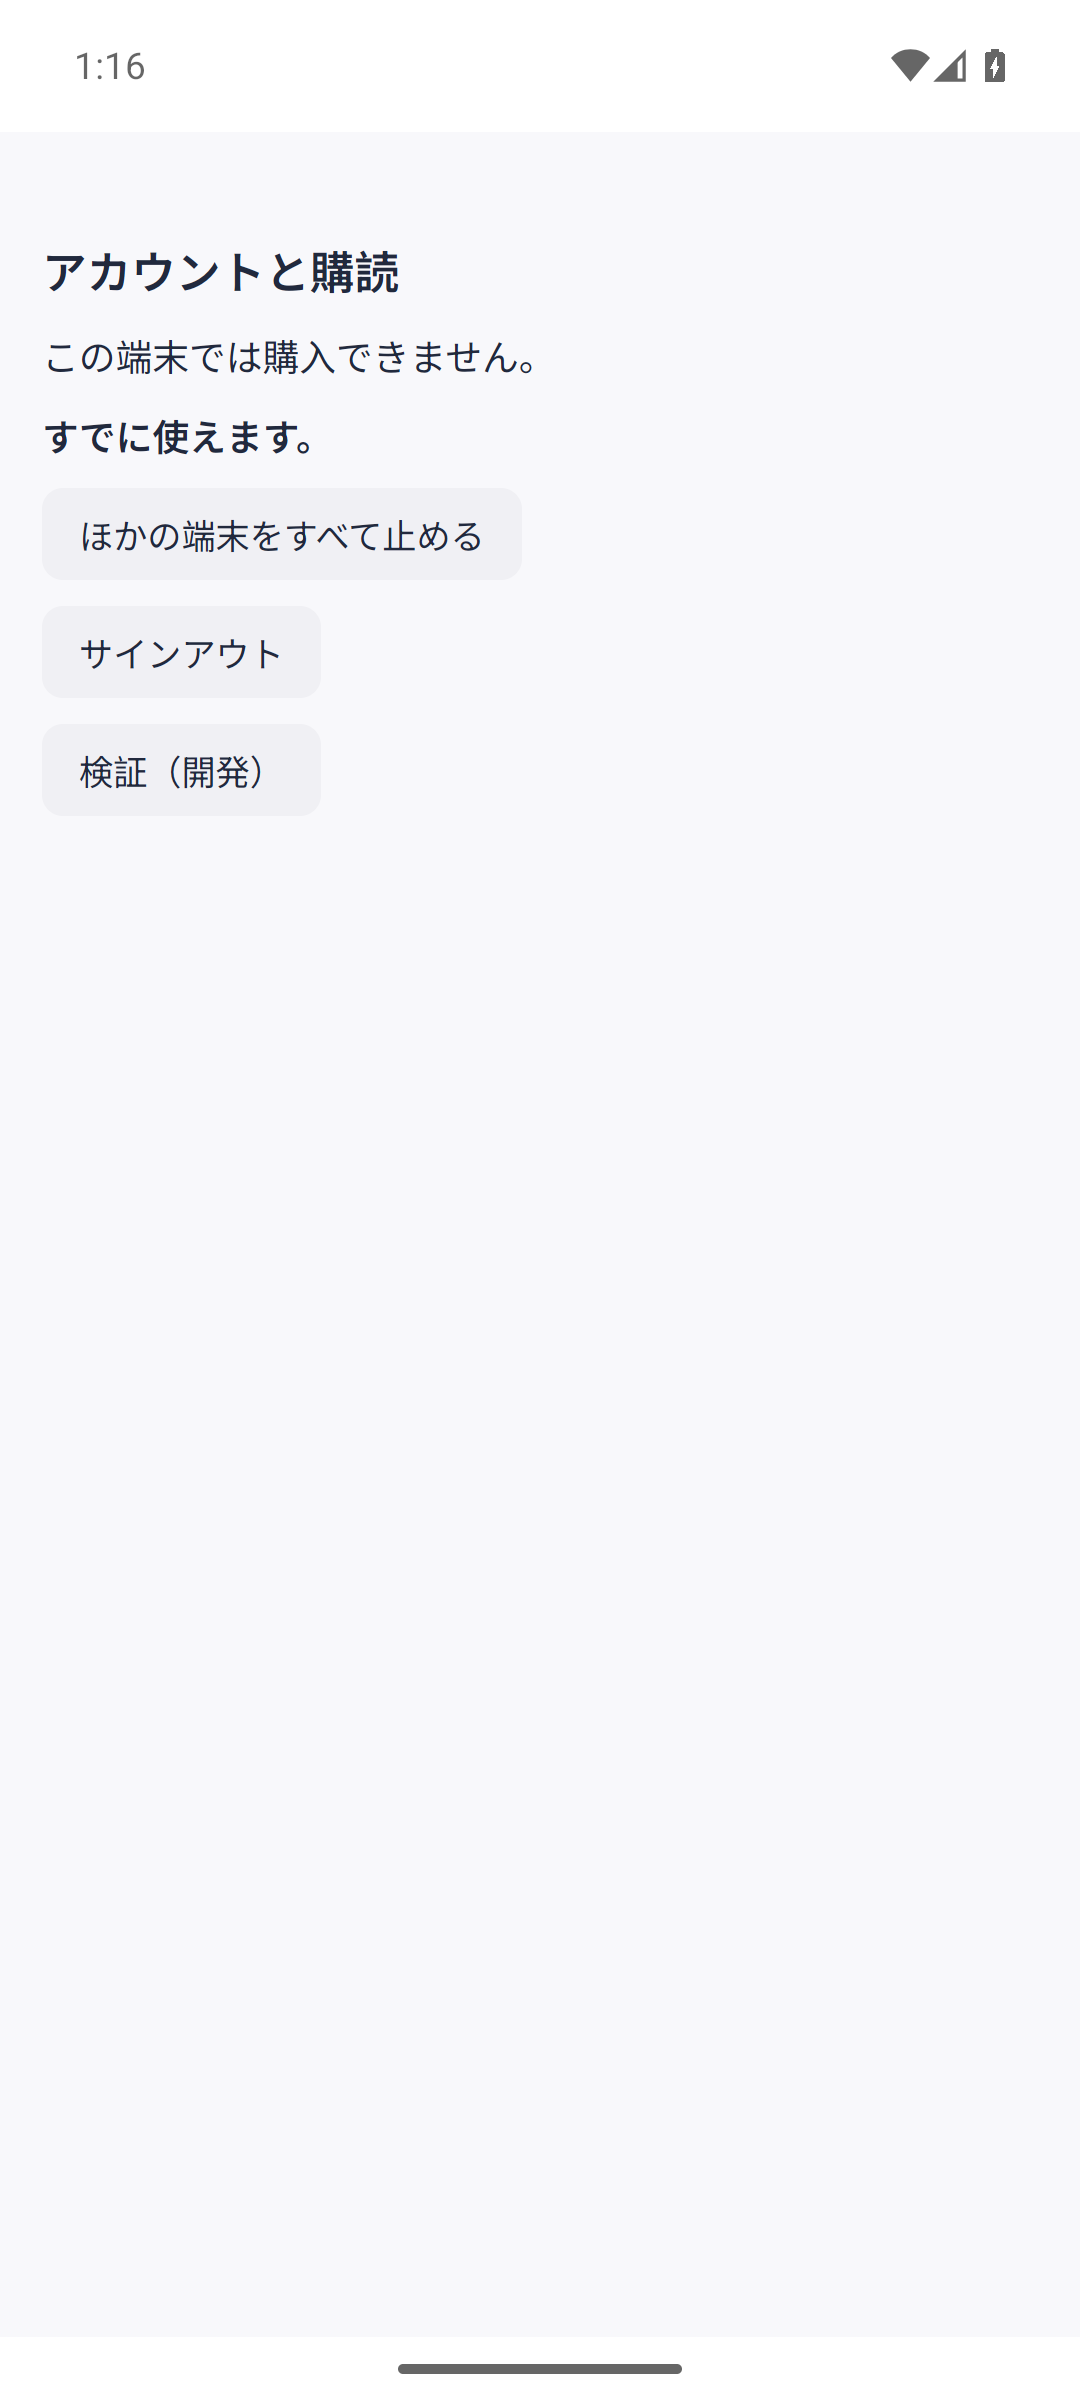 1:16
アカウントと購読
この端末では購入できません。
すでに使えます。
ほかの端末をすべて止める
サインアウト
検証（開発）